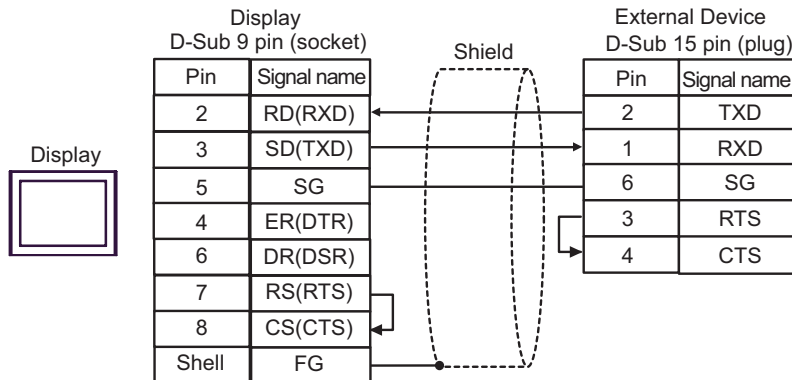 Display
D-Sub 9 pin (socket)
Shield
External Device
D-Sub 15 pin (plug)
Display
Pin Signal name
2 RD(RXD)
3 SD(TXD)
5 SG
4 ER(DTR)
6 DR(DSR)
7 RS(RTS)
8 CS(CTS)
Shell FG
Pin Signal name
2 TXD
1 RXD
6 SG
3 RTS
4 CTS